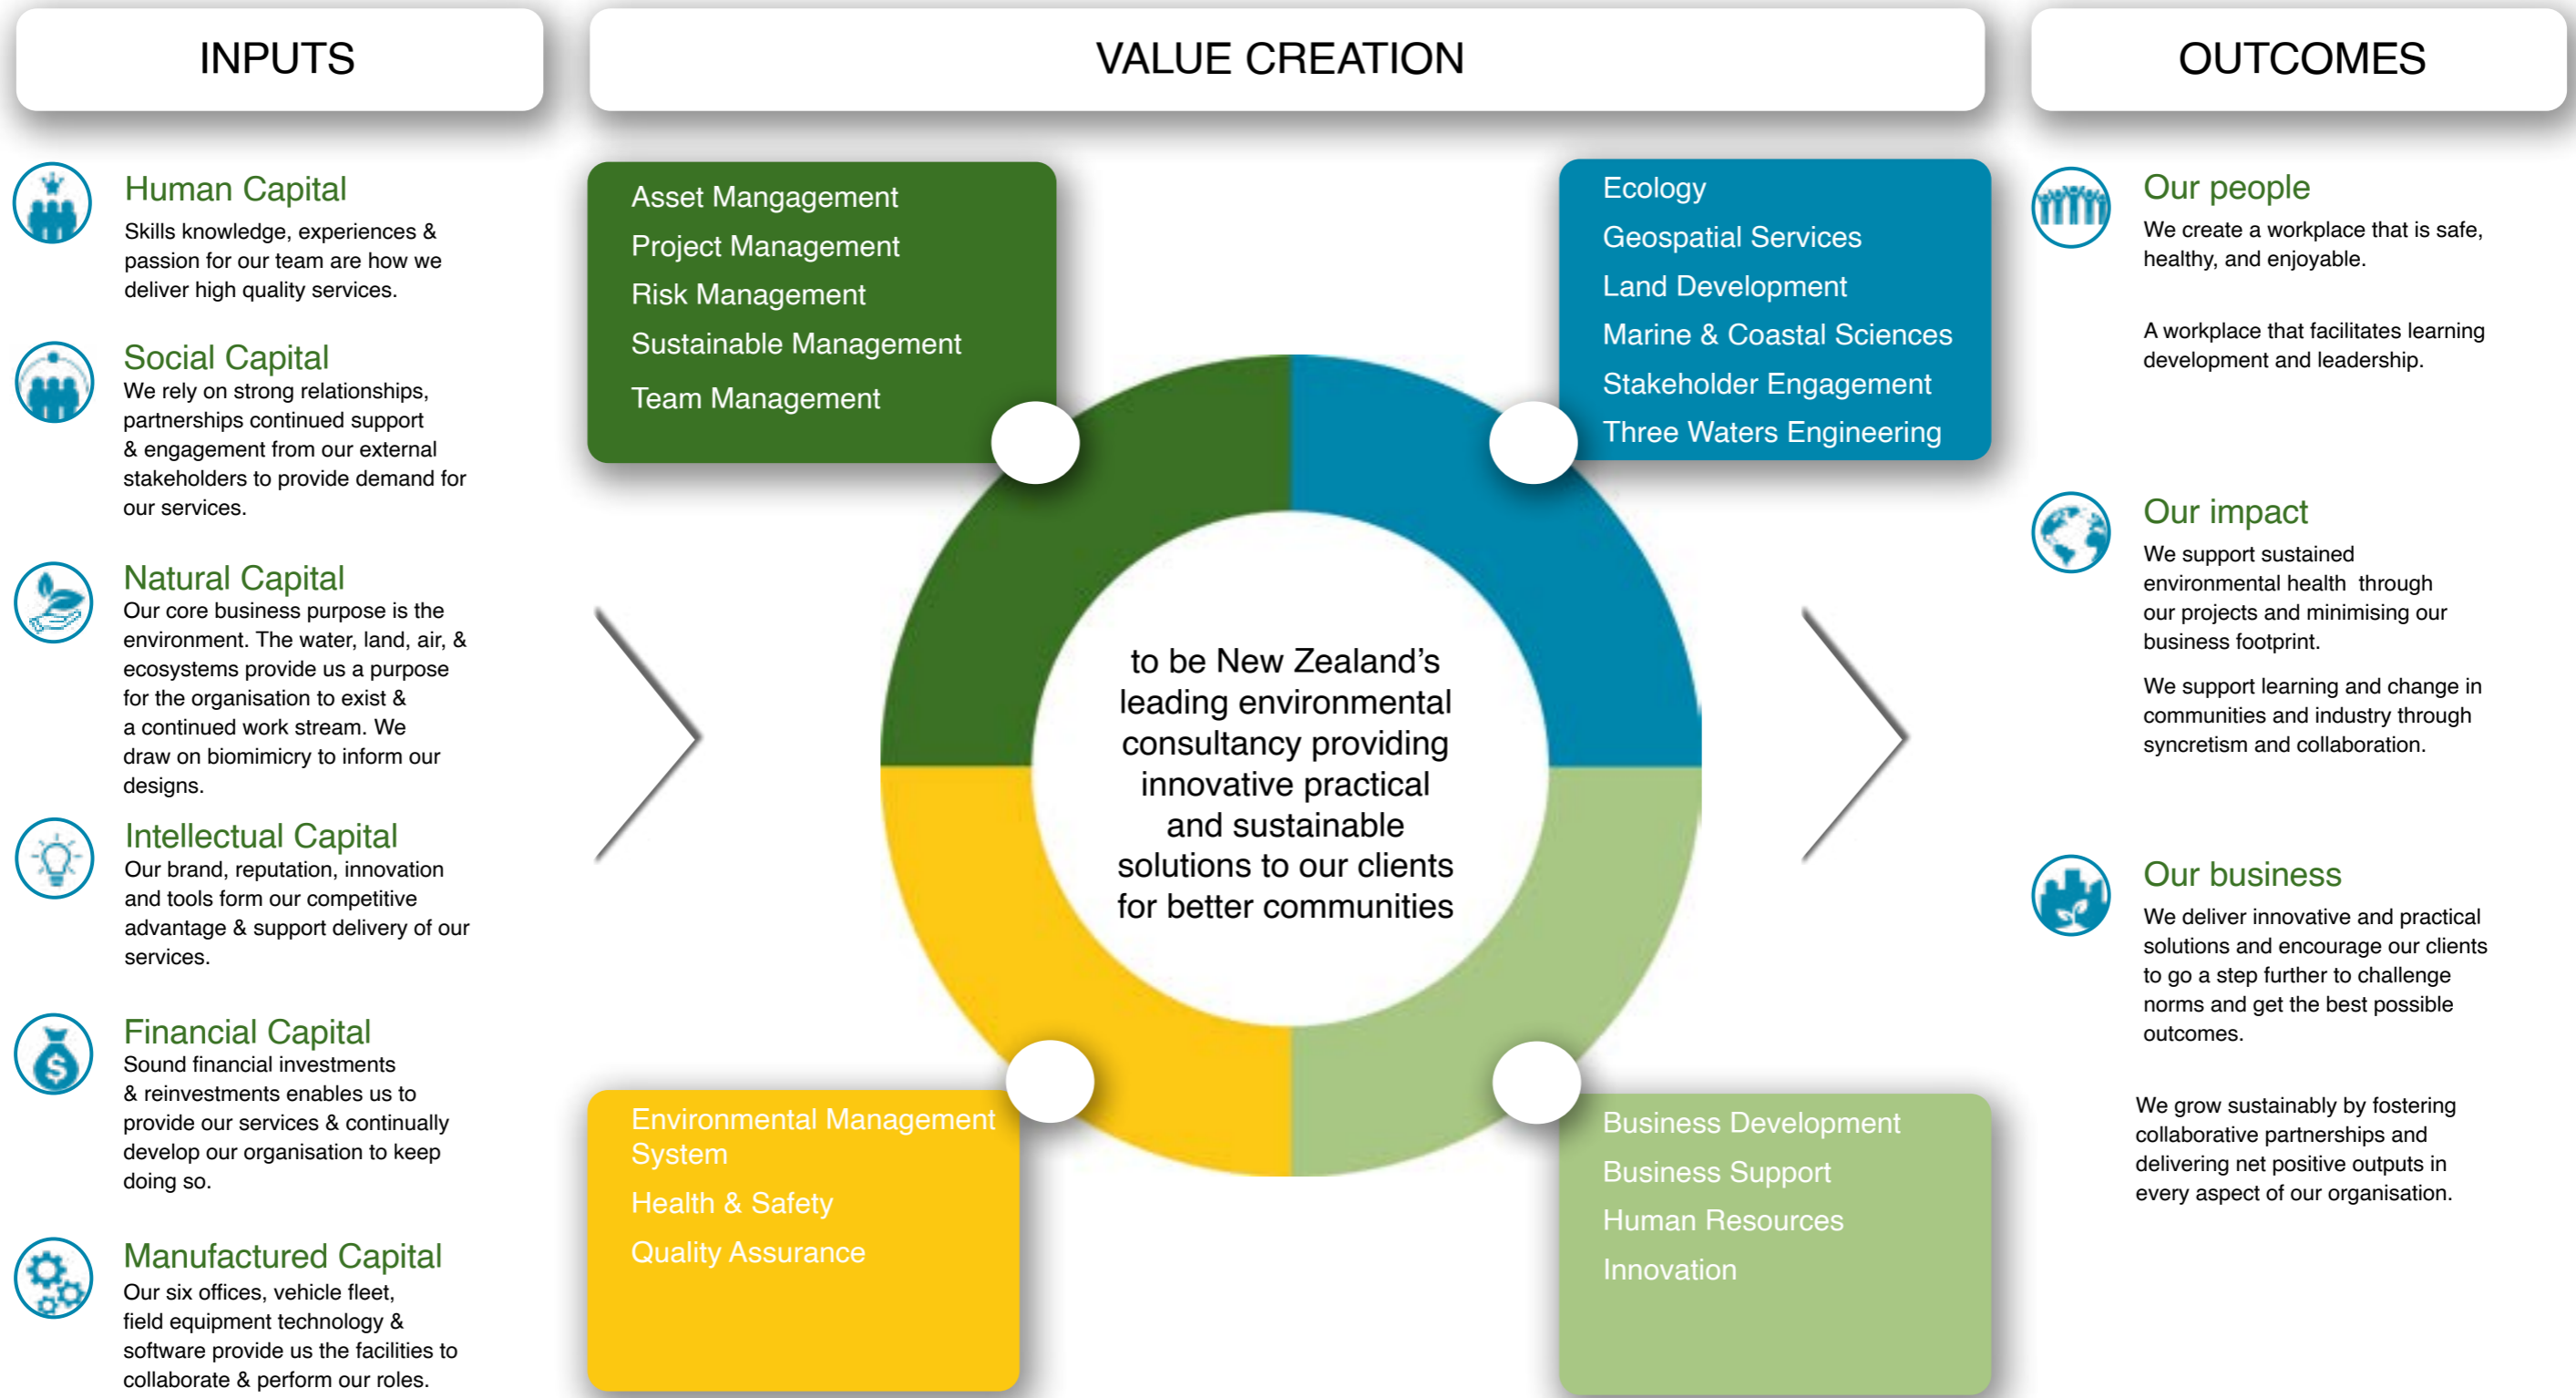 INPUTS
VALUE CREATION
OUTCOMES
Human Capital
Skills knowledge, experiences &
passion for our team are how we
deliver high quality services.
Social Capital
We rely on strong relationships,
partnerships continued support
& engagement from our external
stakeholders to provide demand for
our services.
Natural Capital
Our core business purpose is the
environment. The water, land, air, &
ecosystems provide us a purpose
for the organisation to exist &
a continued work stream. We
draw on biomimicry to inform our
designs.
Intellectual Capital
Our brand, reputation, innovation
and tools form our competitive
advantage & support delivery of our
services.
Financial Capital
Sound financial investments
& reinvestments enables us to
provide our services & continually
develop our organisation to keep
doing so.
Manufactured Capital
Our six offices, vehicle fleet,
field equipment technology &
software provide us the facilities to
collaborate & perform our roles.
Asset Mangagement
Project Management
Risk Management
Sustainable Management
Team Management
Ecology
Geospatial Services
Land Development
Marine & Coastal Sciences
Stakeholder Engagement
Three Waters Engineering
to be New Zealand’s
leading environmental
consultancy providing
innovative practical
and sustainable
solutions to our clients
for better communities
Environmental Management
System
Health & Safety
Quality Assurance
Business Development
Business Support
Human Resources
Innovation
Our people
We create a workplace that is safe,
healthy, and enjoyable.
A workplace that facilitates learning
development and leadership.
Our impact
We support sustained
environmental health through
our projects and minimising our
business footprint.
We support learning and change in
communities and industry through
syncretism and collaboration.
Our business
We deliver innovative and practical
solutions and encourage our clients
to go a step further to challenge
norms and get the best possible
outcomes.
We grow sustainably by fostering
collaborative partnerships and
delivering net positive outputs in
every aspect of our organisation.